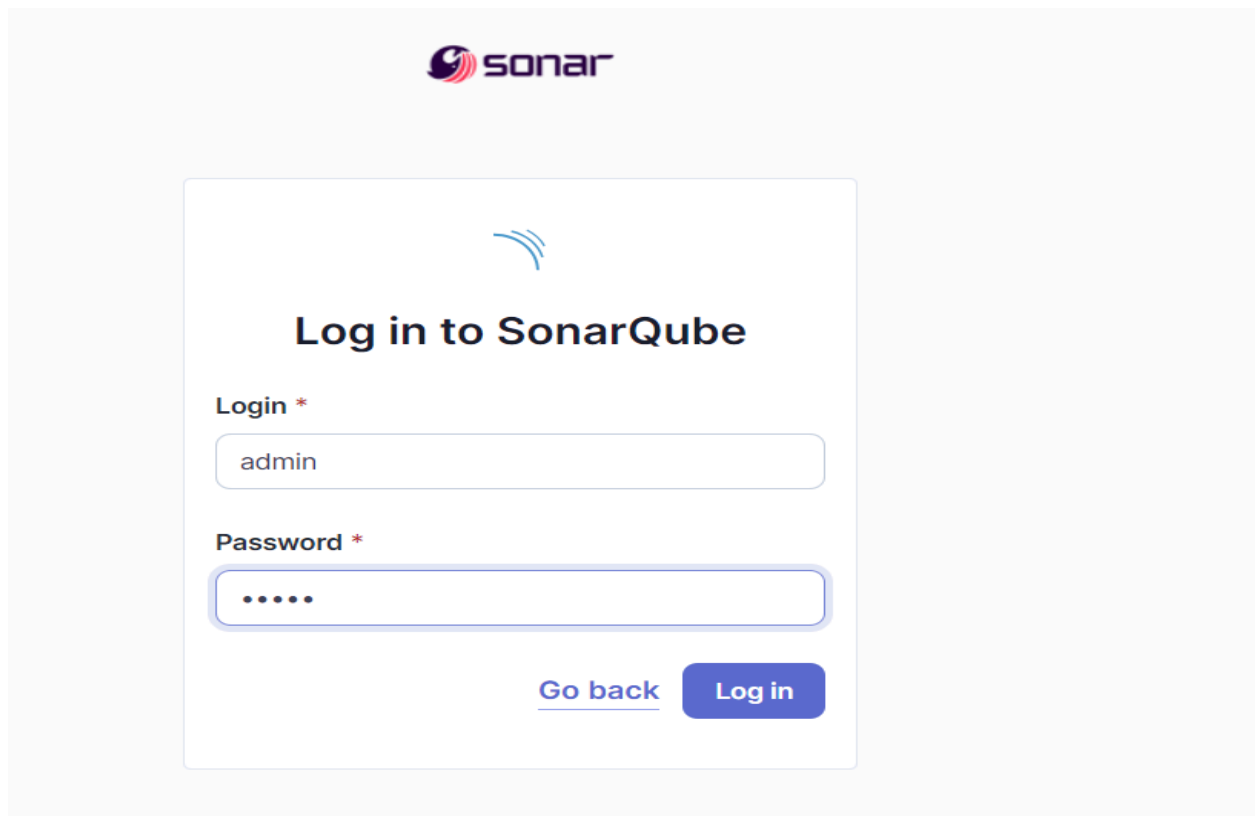 sonar
Log in to SonarQube
Login *
admin
Password *
•••••
Go back Log in